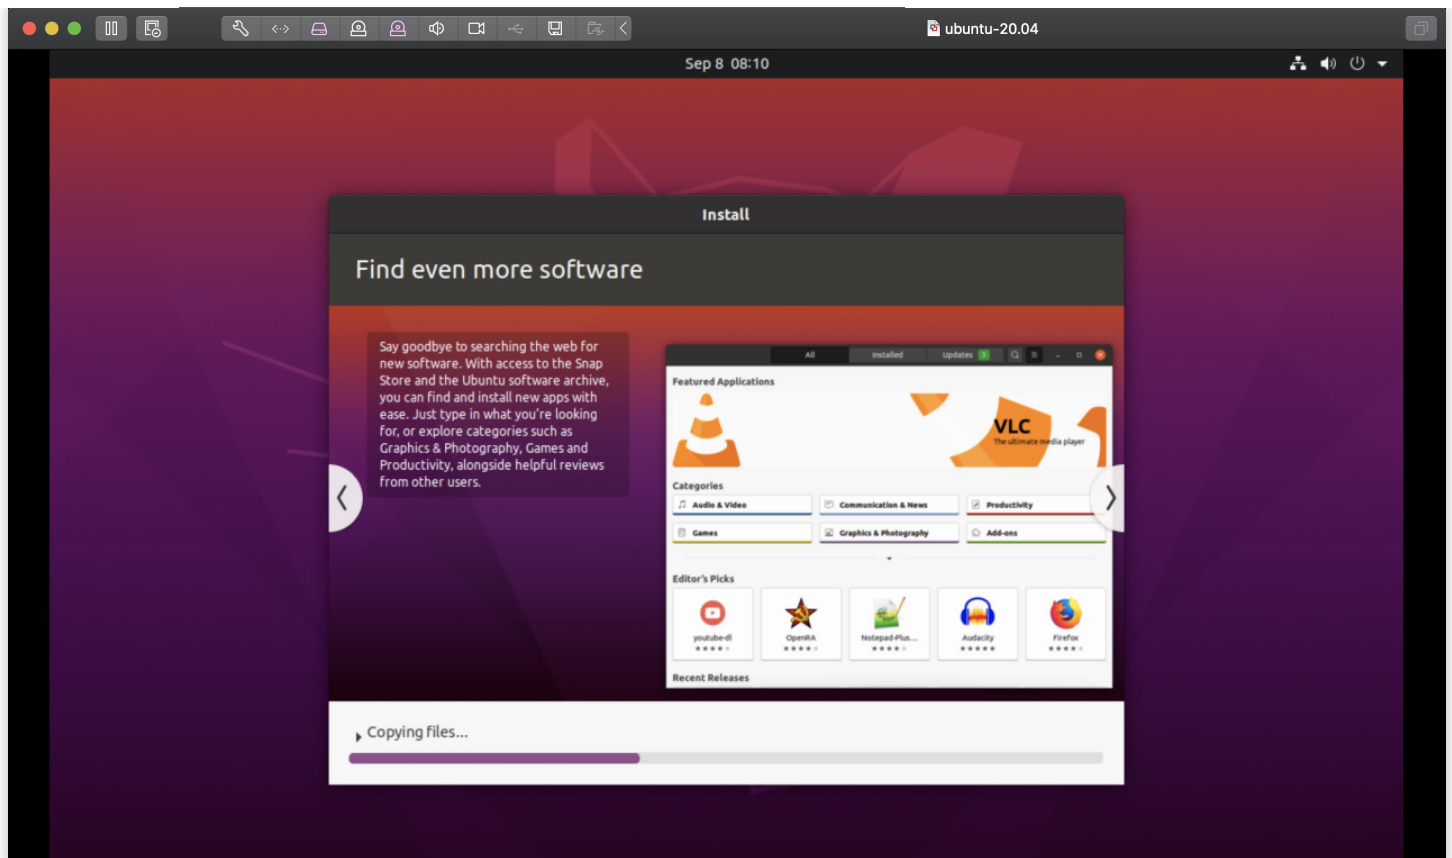 ubuntu-20.04
Sep 8 08:10
Install
Find even more software
Say goodbye to searching the web for
new software. With access to the Snap
Store and the Ubuntu software archive,
you can find and install new apps with
ease. Just type in what you're looking
for, or explore categories such as
Graphics & Photography, Games and
Productivity, alongside helpful reviews
from other users.
All Installed Updates 3
Featured Applications
VLC
The ultimate media player
Categories
Audio & Video Communication & News Productivity
Games Graphics & Photography Add-ons
Editor's Picks
youtube-dl OpenRA Notepad-Plus... Audacity Firefox
Recent Releases
Copying files...